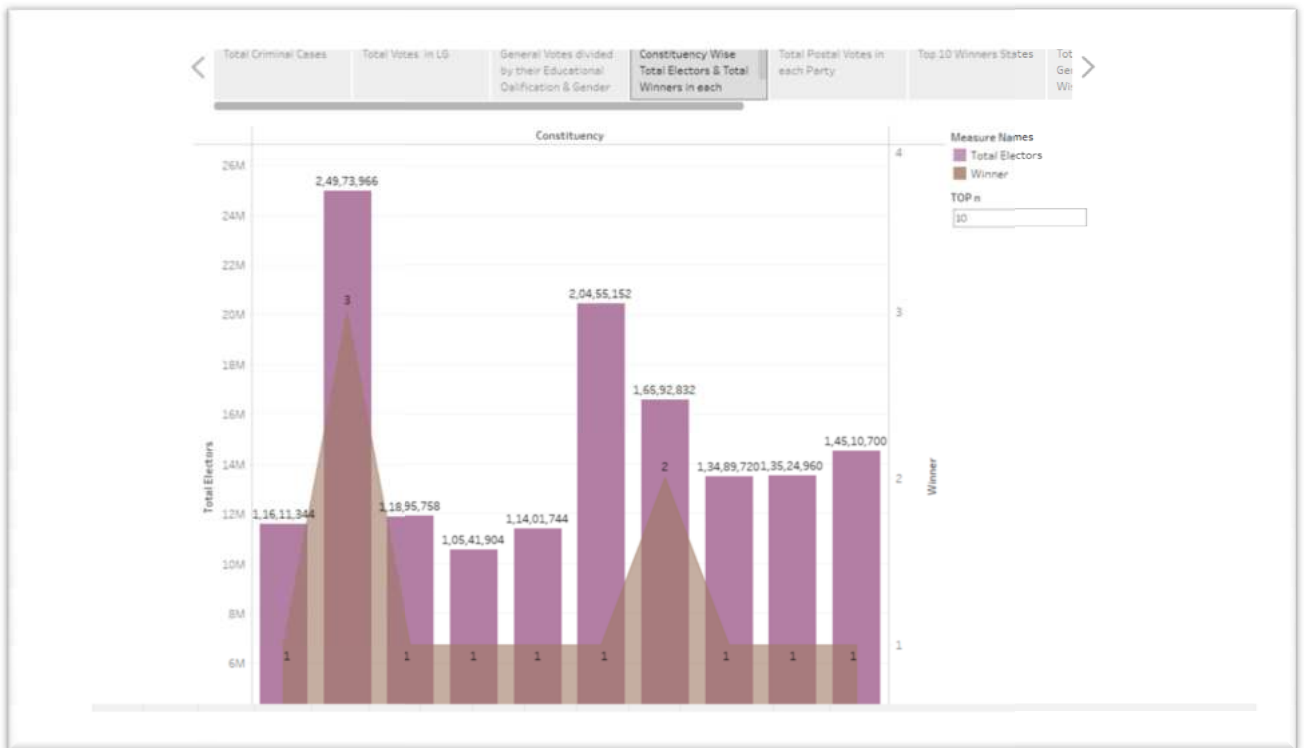 Total Criminal Cases
Total Votes in LG
General Votes divided
by their Educational
Qalification & Gender
Constituency Wise
Total Electors & Total
Winners in each
Total Postal Votes in
each Party
Top 10 Winners States
Tot
Ge
Wi
Constituency
Measure Names
Total Electors
Winner
TOP n
10
26M
24M
22M
20M
18M
16M
14M
12M
10M
8M
6M
Total Electors
1,16,11,344
2,49,73,966
1,18,95,758
1,05,41,904
1,14,01,744
2,04,55,152
1,65,92,832
1,34,89,720
1,35,24,960
1,45,10,700
1
3
1
1
1
1
2
1
1
1
4
3
2
1
Winner